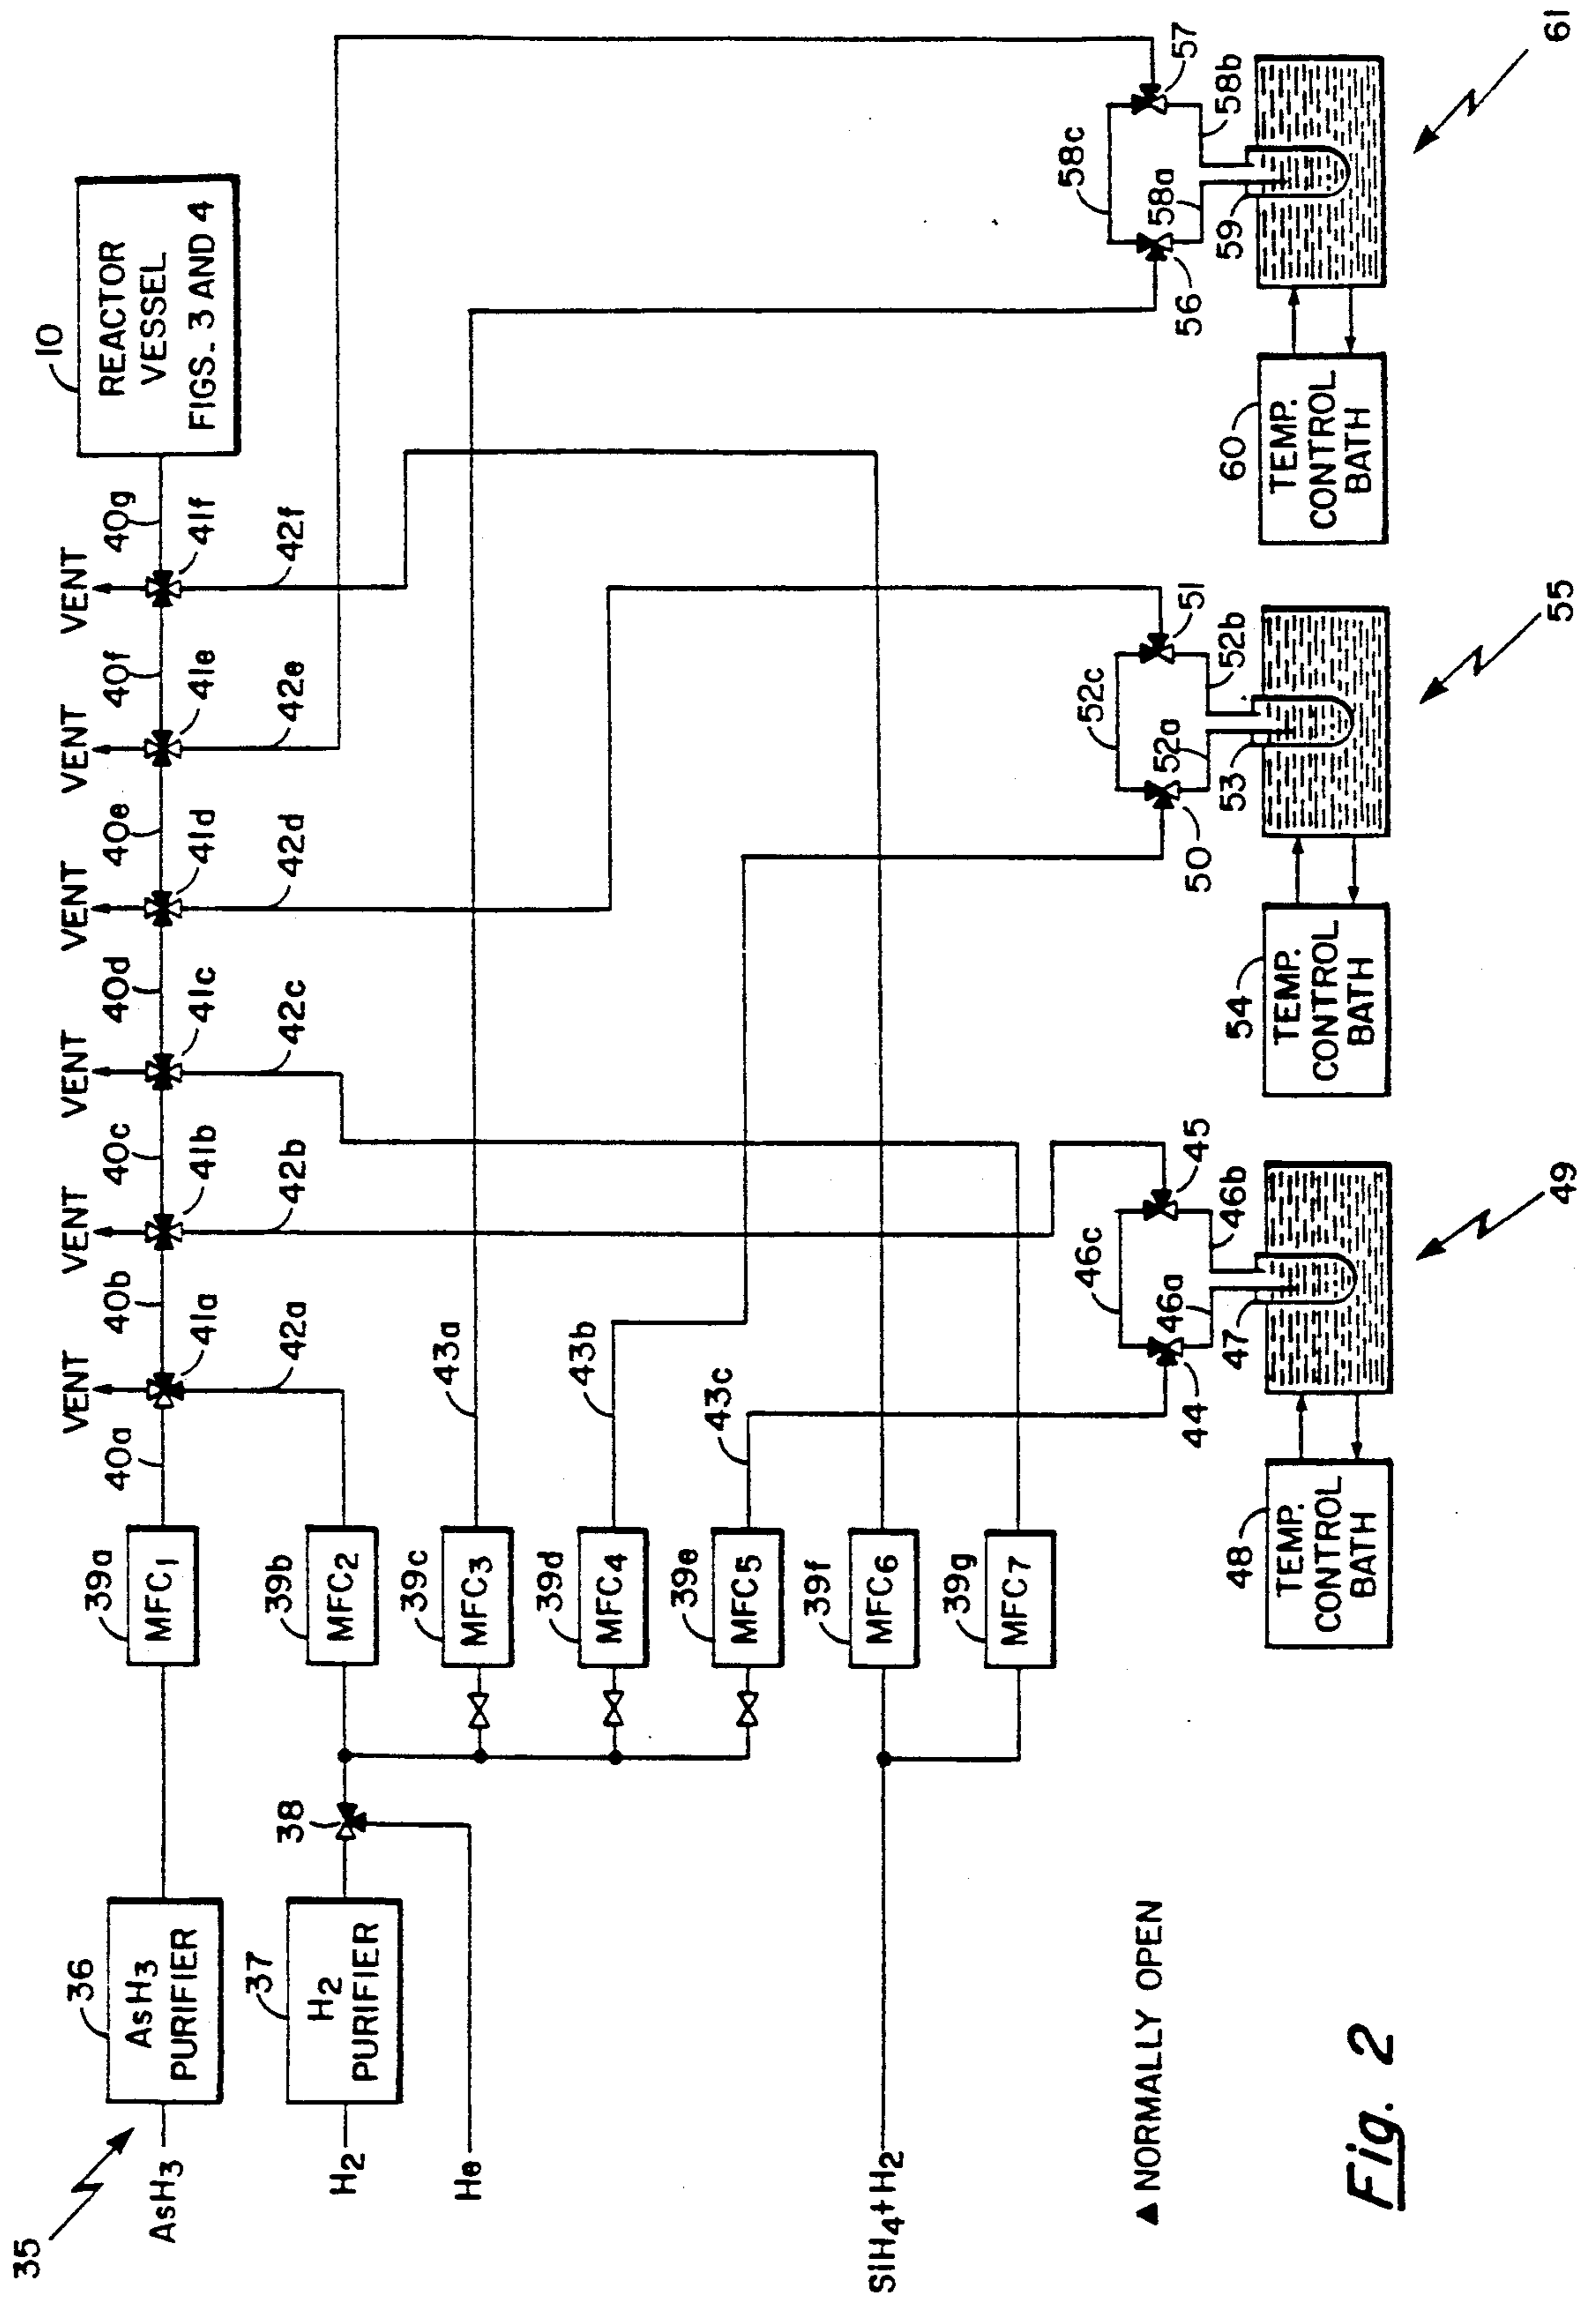 35
AsH3
36
AsH3
PURIFIER
39a
MFC1
40a
VENT
41a
40b
VENT
41b
40c
VENT
41c
40d
VENT
41d
40e
VENT
41e
40f
VENT
41f
40g
10
REACTOR
VESSEL
FIGS. 3 AND 4
H2
37
H2
PURIFIER
38
39b
MFC2
42a
42b
42c
42d
42e
42f
He
39c
MFC3
43a
39d
MFC4
43b
39e
MFC5
43c
SiH4+H2
39f
MFC6
39g
MFC7
44
46c
46a
45
46b
47
50
52c
52a
51
52b
53
56
58c
58a
57
58b
59
48
TEMP.
CONTROL
BATH
49
54
TEMP.
CONTROL
BATH
55
60
TEMP.
CONTROL
BATH
61
▲ NORMALLY OPEN
Fig. 2